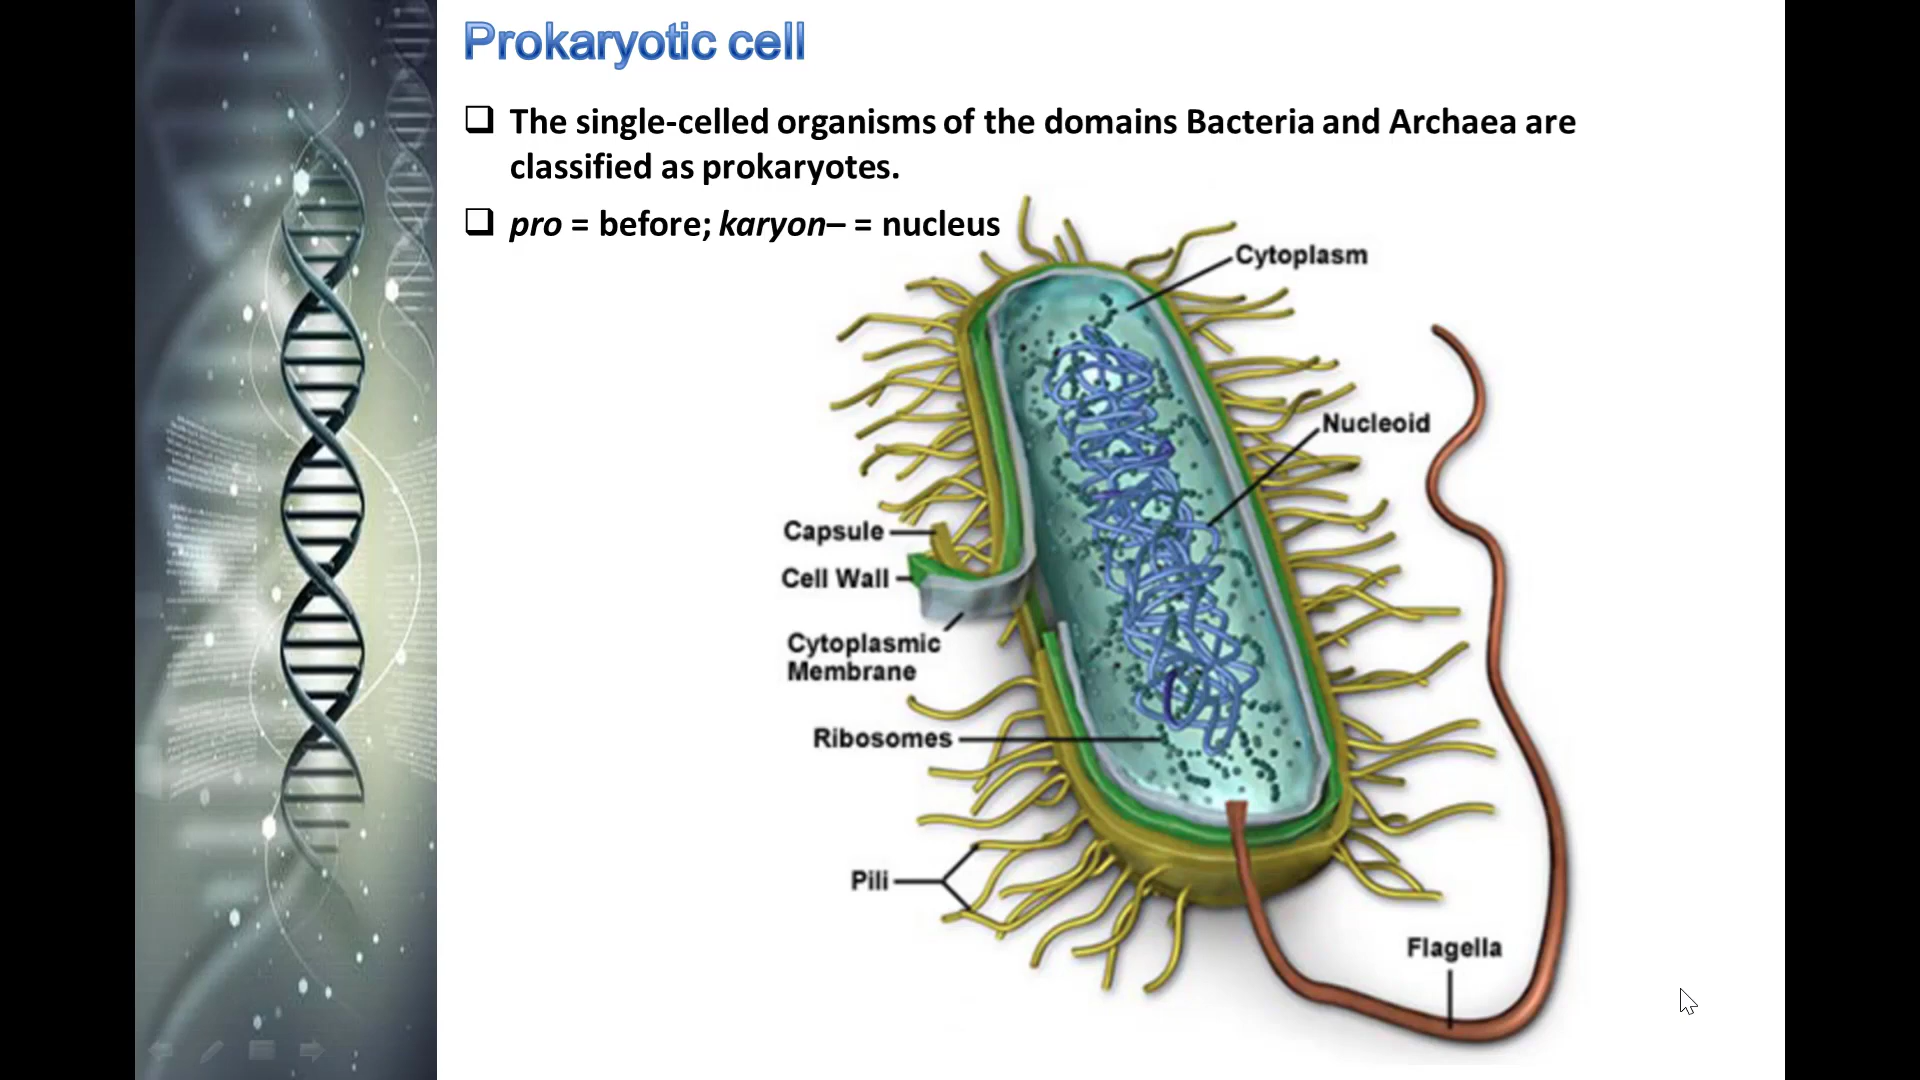 Prokaryotic cell
❑ The single-celled organisms of the domains Bacteria and Archaea are
classified as prokaryotes.
❑ pro = before; karyon– = nucleus
Cytoplasm
Nucleoid
Capsule
Cell Wall
Cytoplasmic
Membrane
Ribosomes
Pili
Flagella